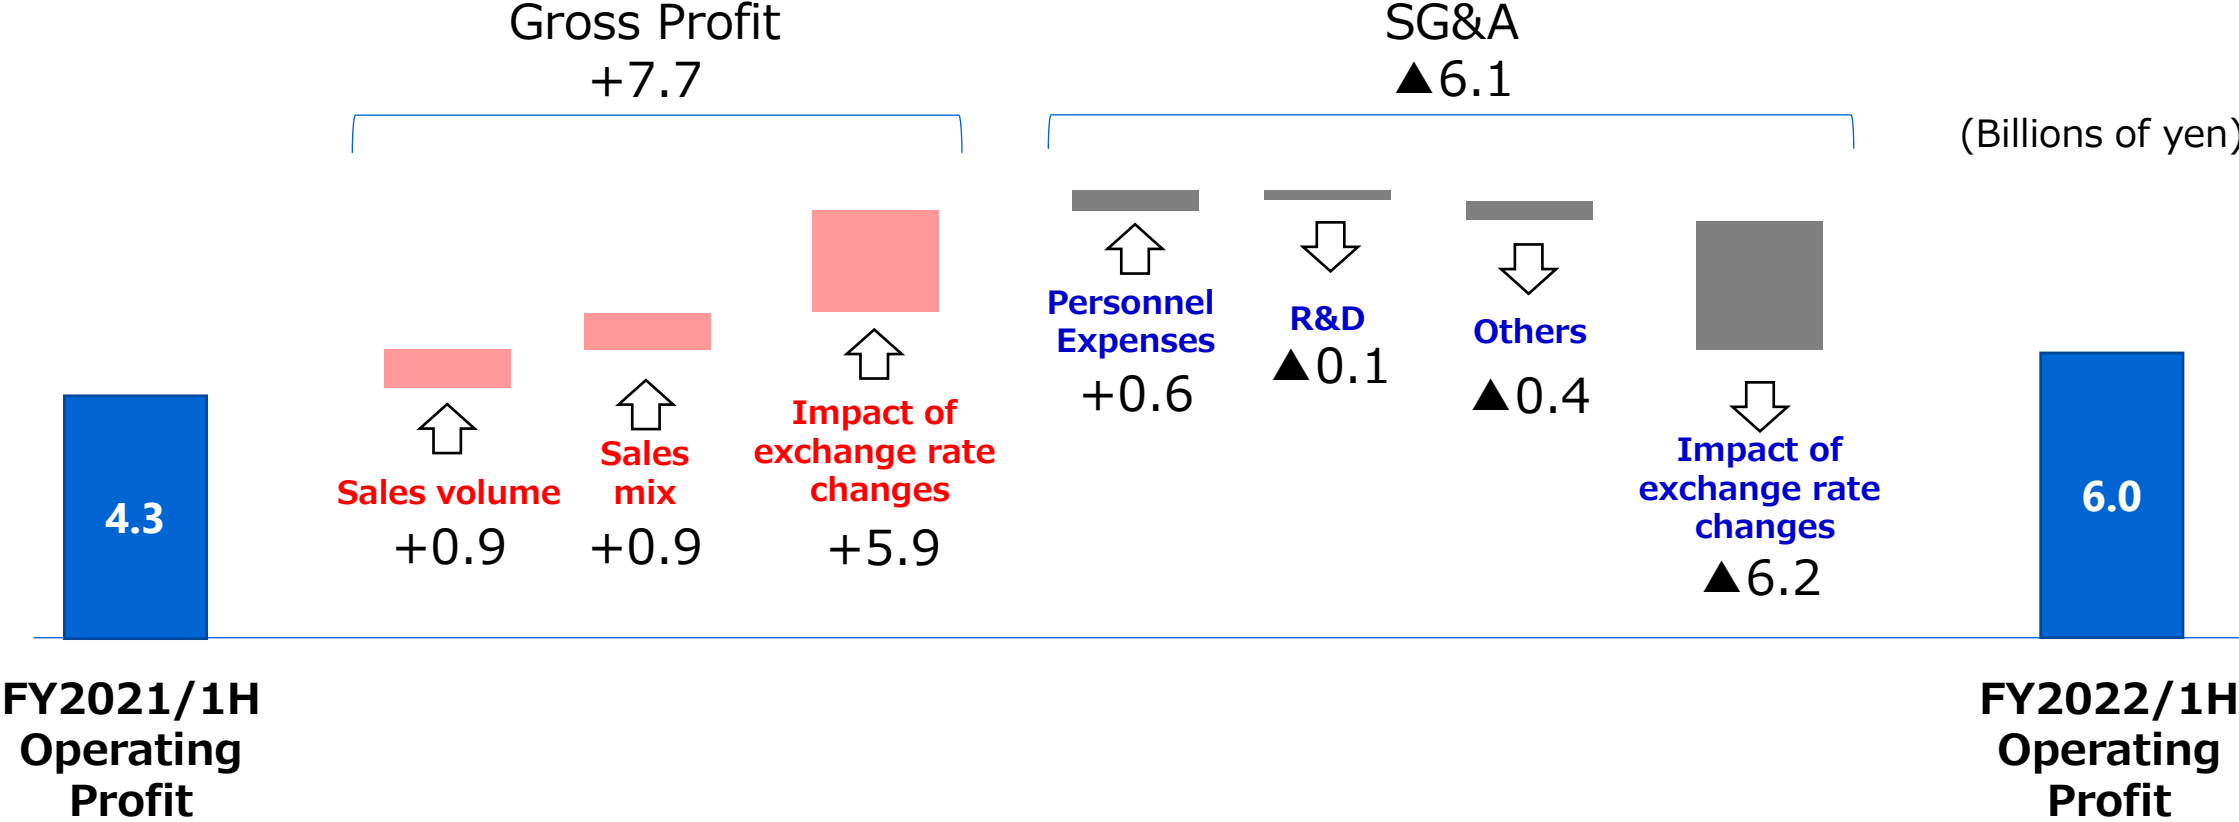 Gross Profit
+7.7
SG&A
▲6.1
(Billions of yen)
4.3
Sales volume
+0.9
Sales
mix
+0.9
Impact of
exchange rate
changes
+5.9
Personnel
Expenses
+0.6
R&D
▲0.1
Others
▲0.4
Impact of
exchange rate
changes
▲6.2
6.0
FY2021/1H
Operating
Profit
FY2022/1H
Operating
Profit